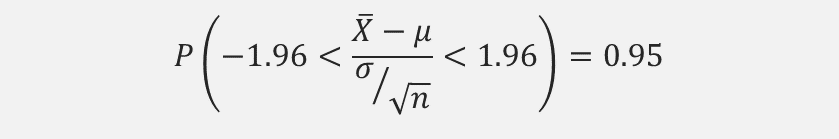 P(−1.96 < (X̄ − μ)/(σ/√n) < 1.96) = 0.95